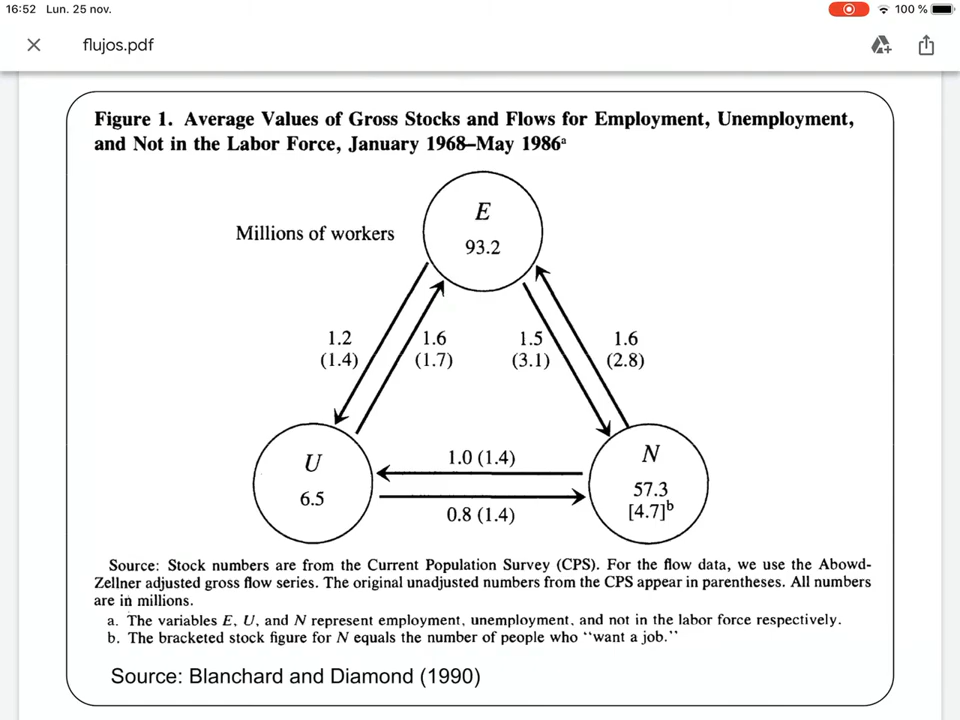 16:52 Lun. 25 nov.
100 %
flujos.pdf
Figure 1. Average Values of Gross Stocks and Flows for Employment, Unemployment,
and Not in the Labor Force, January 1968–May 1986ᵃ
Millions of workers
E
93.2
1.2
(1.4)
1.6
(1.7)
1.5
(3.1)
1.6
(2.8)
U
6.5
1.0 (1.4)
0.8 (1.4)
N
57.3
[4.7]ᵇ
Source: Stock numbers are from the Current Population Survey (CPS). For the flow data, we use the Abowd-
Zellner adjusted gross flow series. The original unadjusted numbers from the CPS appear in parentheses. All numbers
are in millions.
a. The variables E, U, and N represent employment, unemployment, and not in the labor force respectively.
b. The bracketed stock figure for N equals the number of people who ‘‘want a job.’’
Source: Blanchard and Diamond (1990)